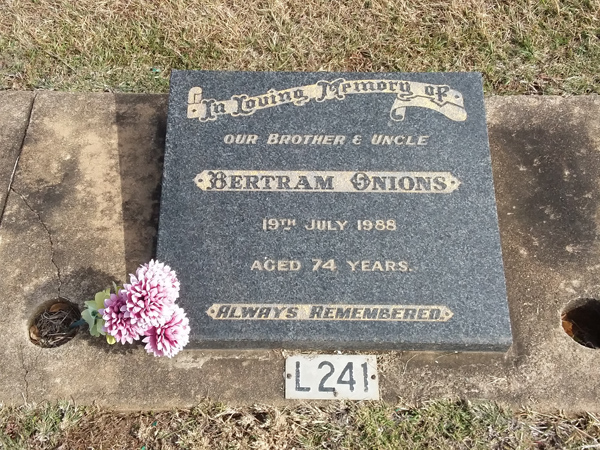 In Loving Memory of
OUR BROTHER & UNCLE
BERTRAM ONIONS
19TH JULY 1988
AGED 74 YEARS.
ALWAYS REMEMBERED
L241